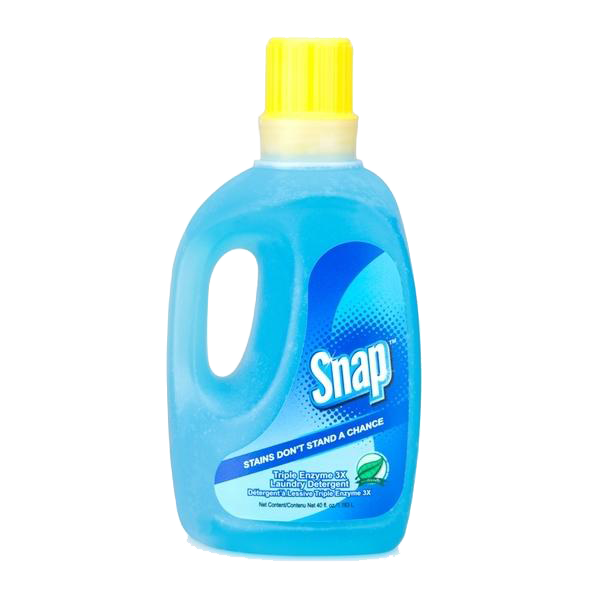 Snap™
STAINS DON'T STAND A CHANCE
Triple Enzyme 3X
Laundry Detergent
Détergent à Lessive Triple Enzyme 3X
Net Content/Contenu Net 40 fl. oz.